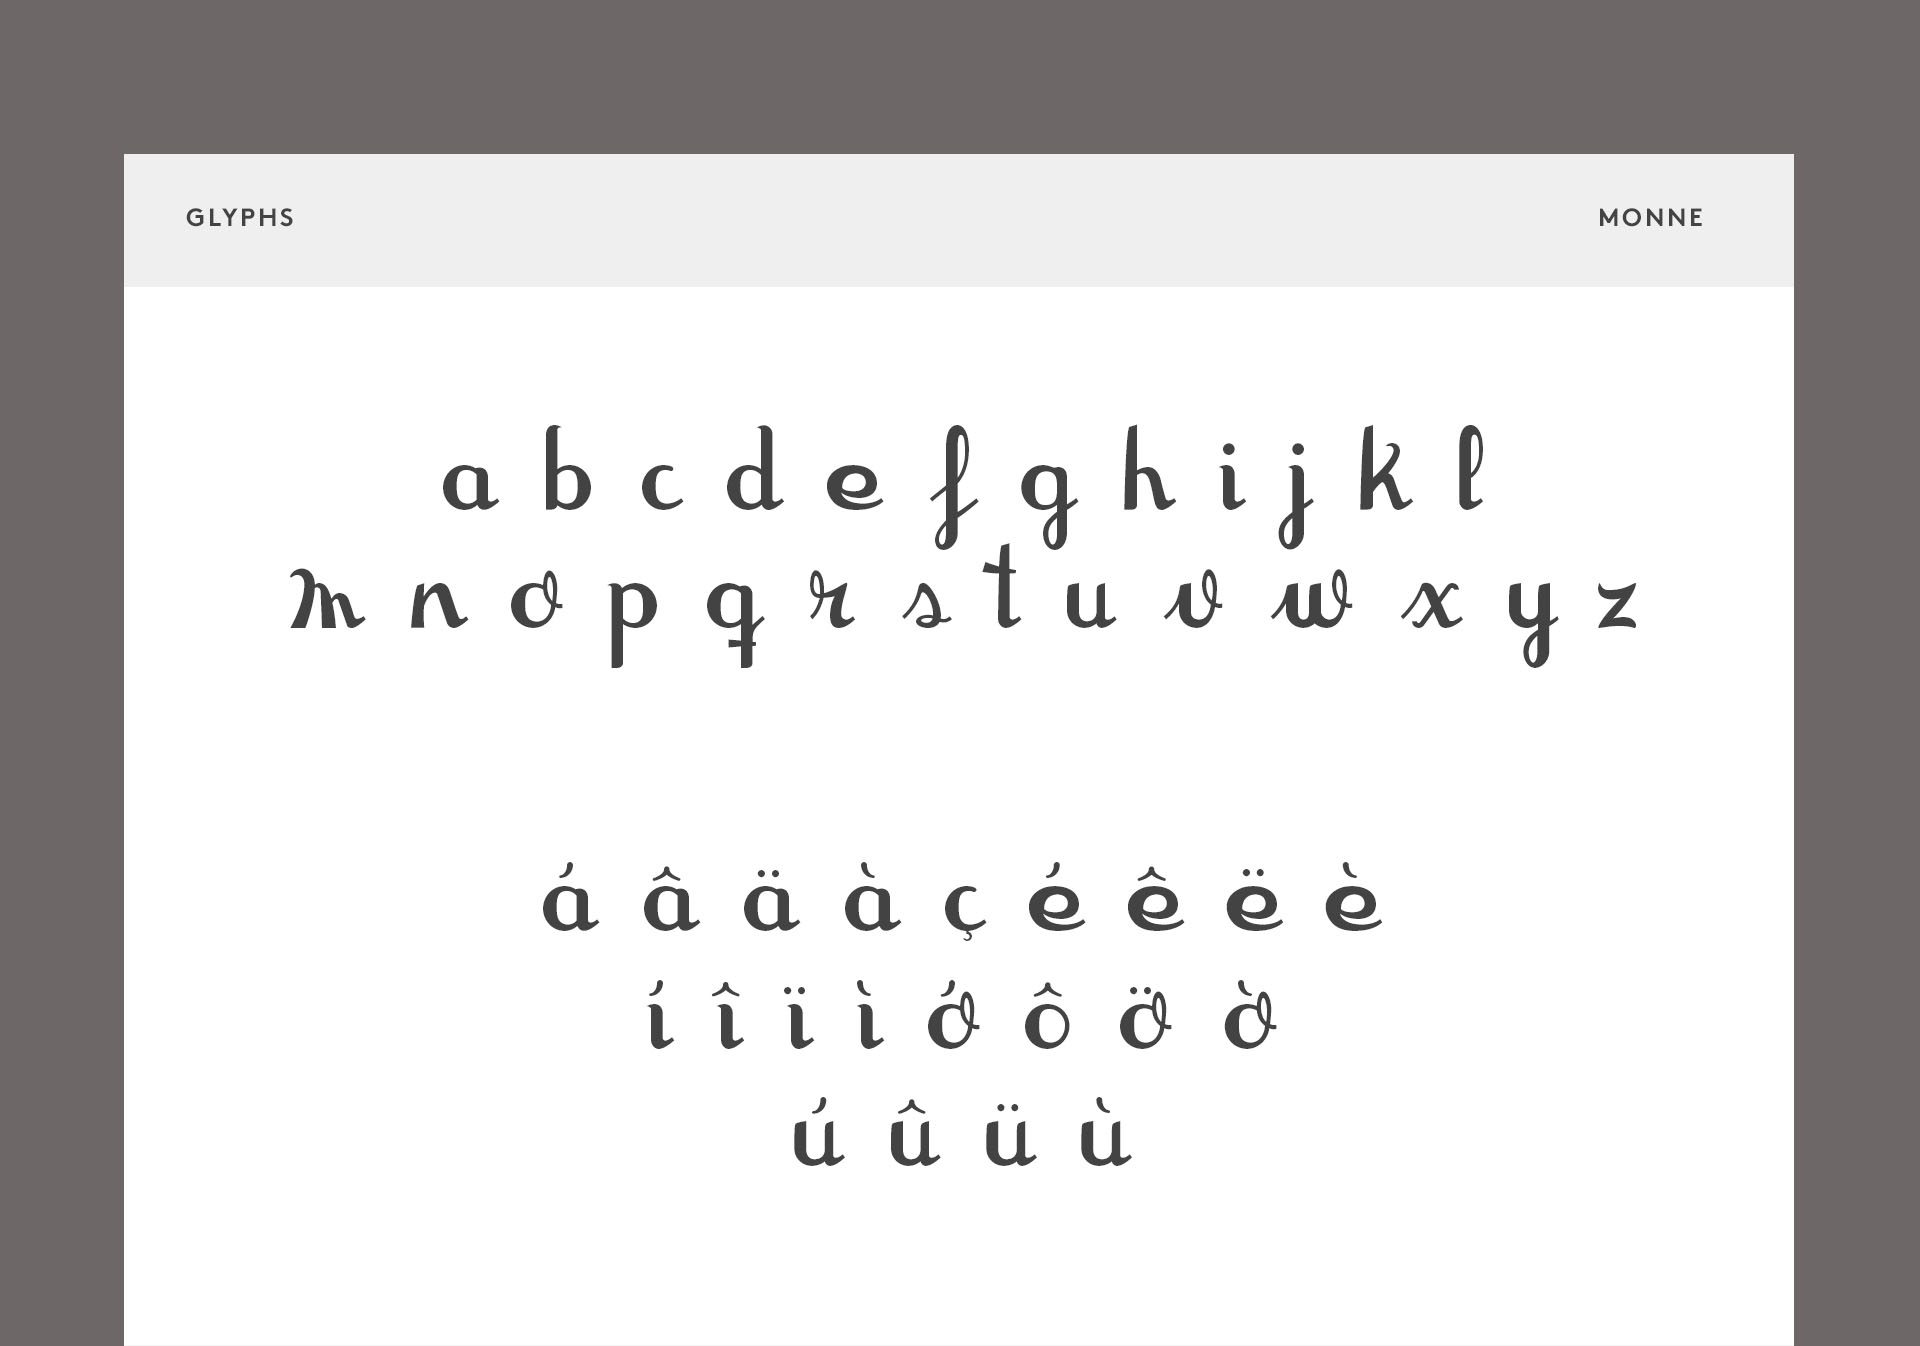 GLYPHS MONNE
a b c d e f g h i j k l
m n o p q r s t u v w x y z
á â ä à ç é ê ë è
í î ï ì ó ô ö ò
ú û ü ù